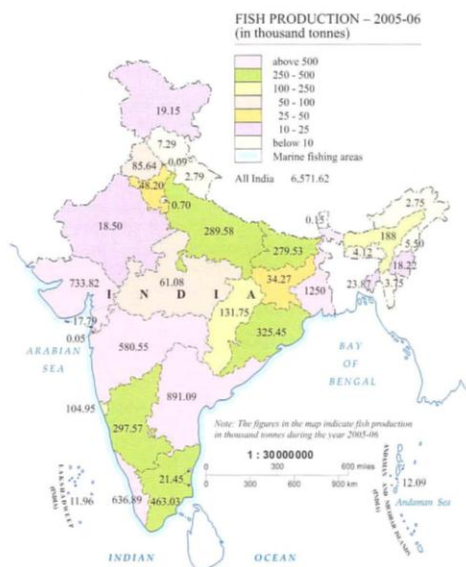 FISH PRODUCTION – 2005-06
(in thousand tonnes)
above 500
250 - 500
100 - 250
50 - 100
25 - 50
10 - 25
below 10
Marine fishing areas
All India 6,571.62
19.15
7.29
85.64
0.09
2.79
48.20
0.70
18.50
289.58
0.15
2.75
188
5.50
279.53
4.12
18.22
733.82
61.08
34.27
1250
23.87
3.75
I N D I A
131.75
17.79
0.05
325.45
ARABIAN
SEA
580.55
BAY
OF
BENGAL
891.09
104.95
297.57
Note: The figures in the map indicate fish production
in thousand tonnes during the year 2005-06
1 : 30000000
0 300 600 miles
0 900 km
21.45
LAKSHADWEEP
(INDIA)
11.96
636.89
463.03
ANDAMAN AND NICOBAR ISLANDS
(INDIA)
12.09
Andaman Sea
INDIAN OCEAN